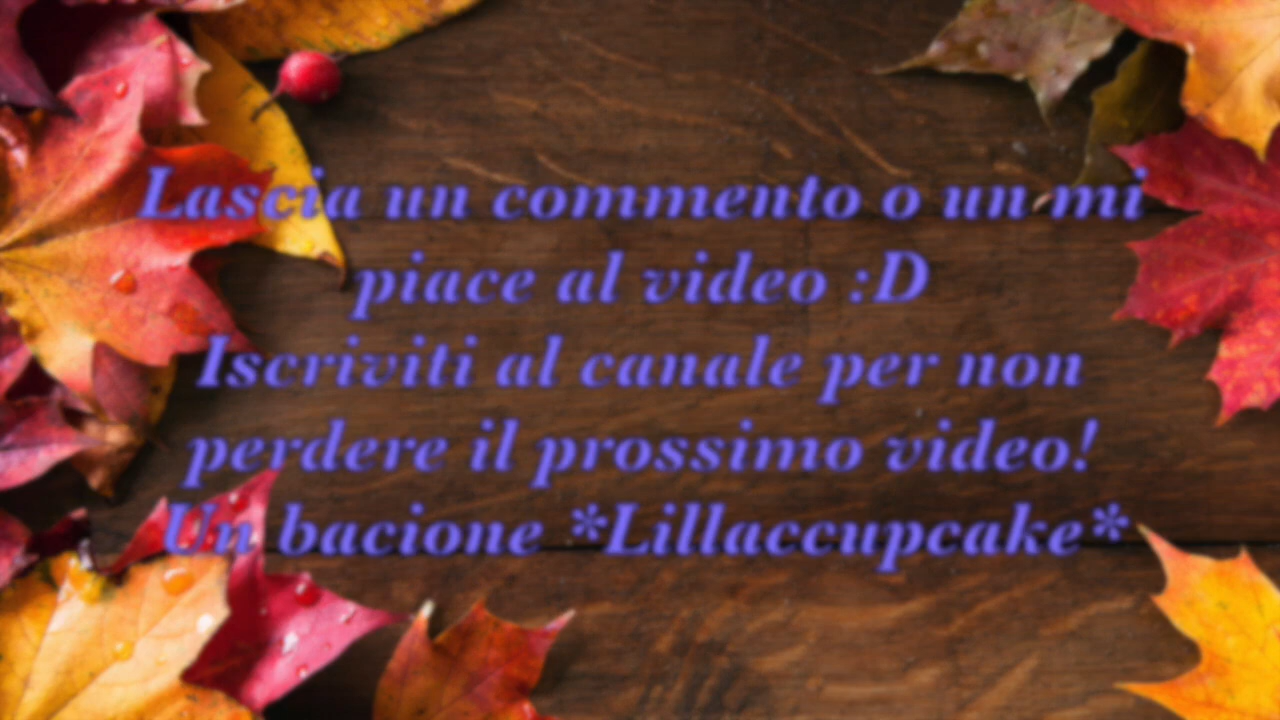 Lascia un commento o un mi
piace al video :D
Iscriviti al canale per non
perdere il prossimo video!
Un bacione *Lillaccupcake*